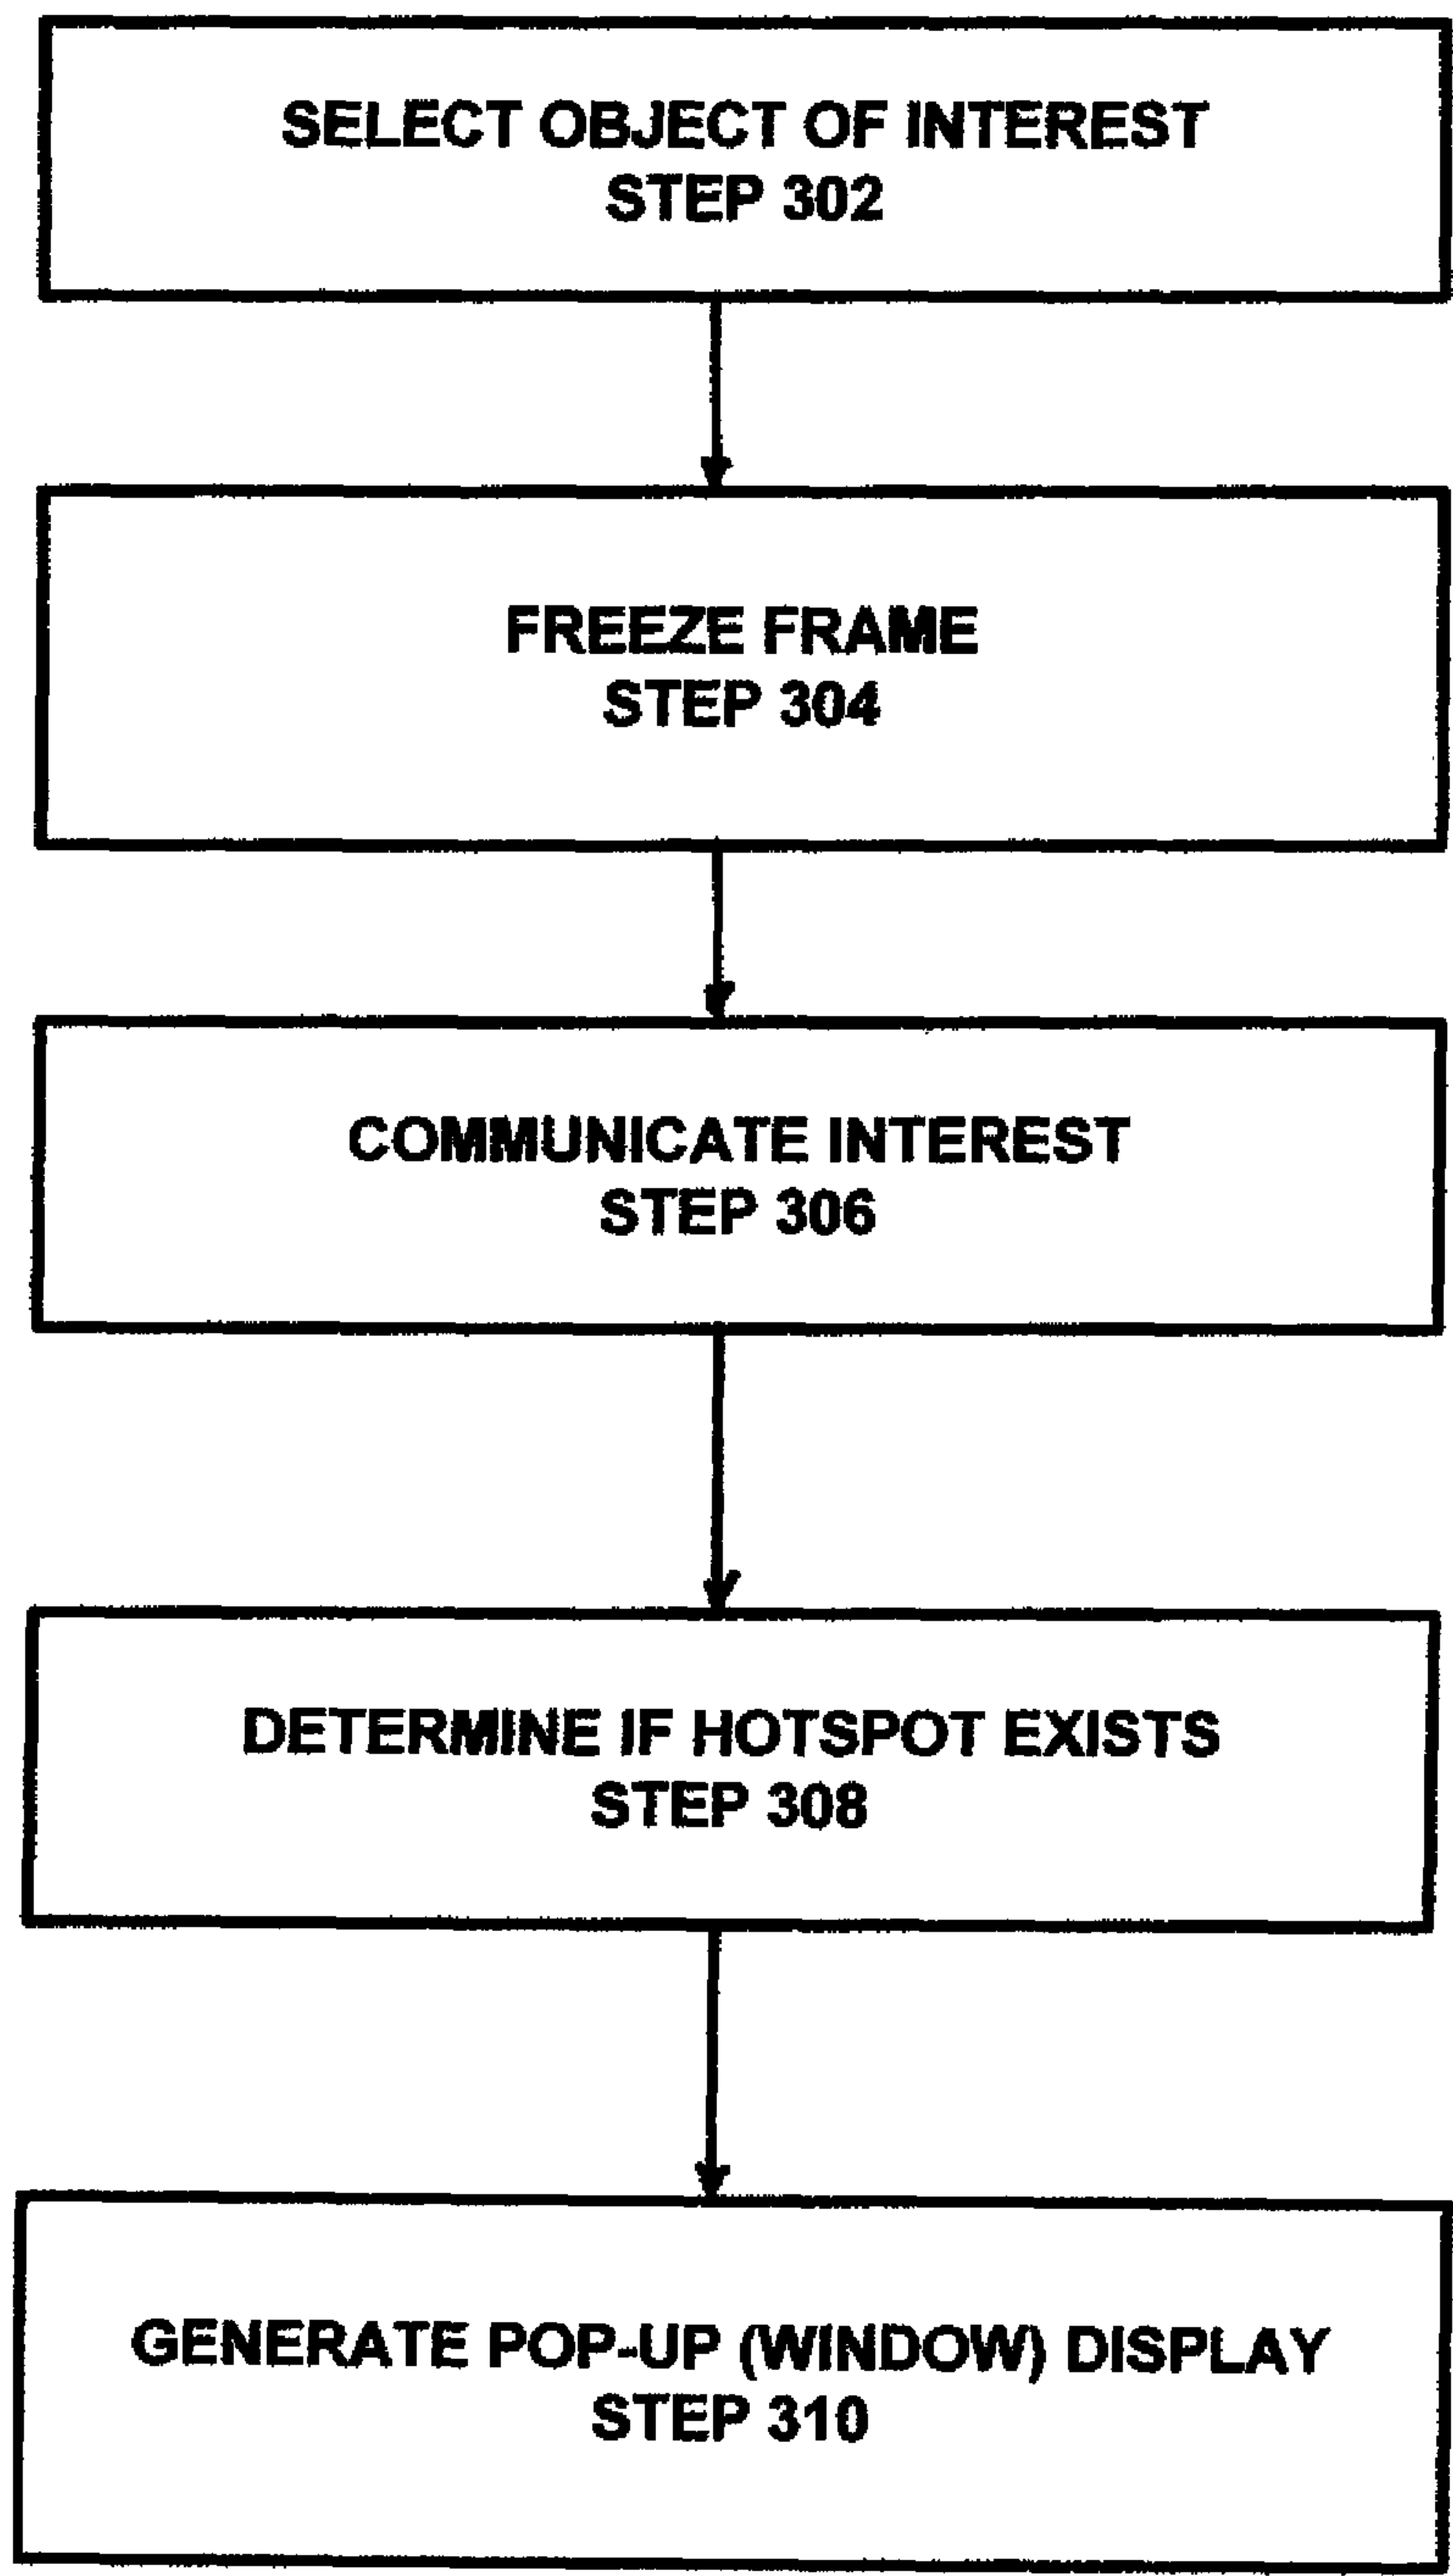 SELECT OBJECT OF INTEREST
STEP 302
FREEZE FRAME
STEP 304
COMMUNICATE INTEREST
STEP 306
DETERMINE IF HOTSPOT EXISTS
STEP 308
GENERATE POP-UP (WINDOW) DISPLAY
STEP 310